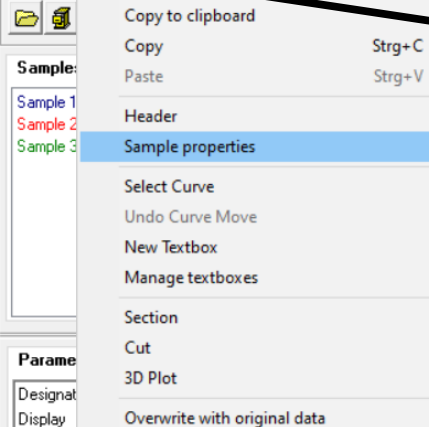 Copy to clipboard
Copy Strg+C
Paste Strg+V
Samples
Sample 1
Sample 2
Sample 3
Header
Sample properties
Select Curve
Undo Curve Move
New Textbox
Manage textboxes
Section
Cut
3D Plot
Overwrite with original data
Parame
Designat
Display